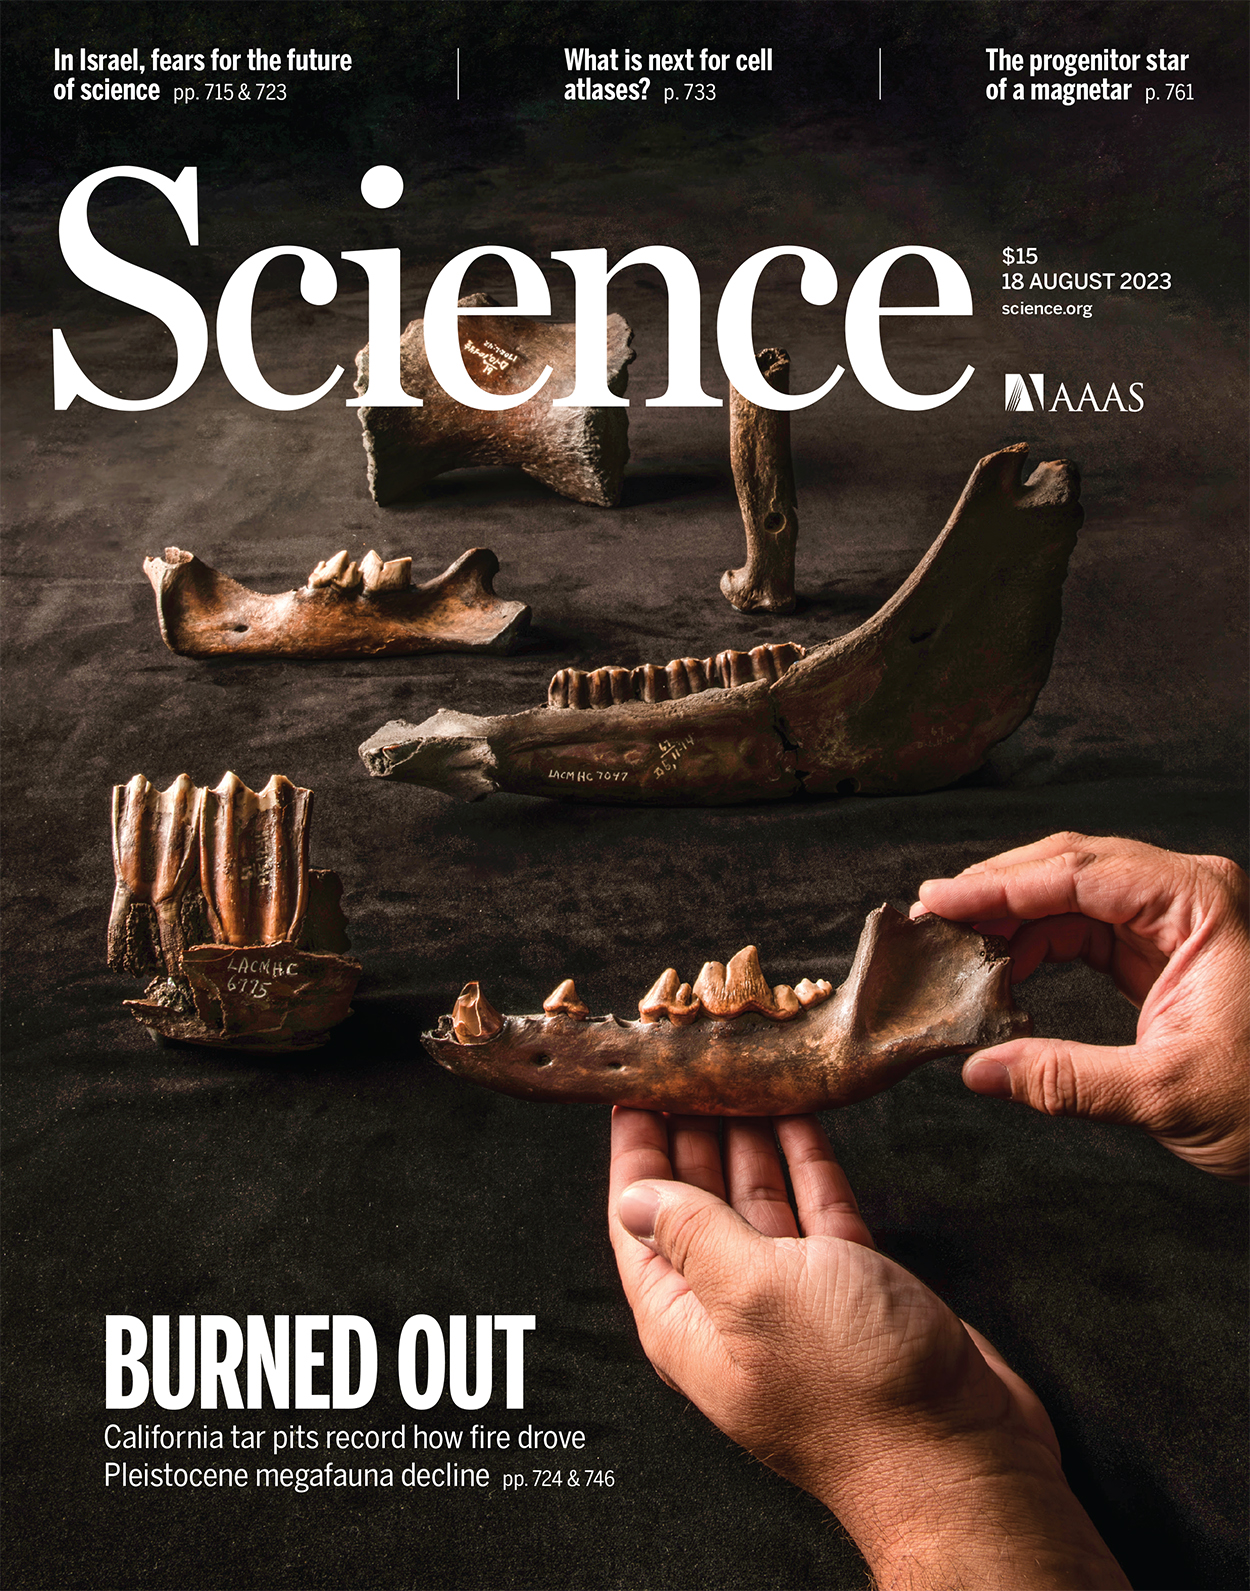 In Israel, fears for the future
of science pp. 715 & 723
What is next for cell
atlases? p. 733
The progenitor star
of a magnetar p. 761
Science
$15
18 AUGUST 2023
science.org
AAAS
LACMHC 7047
LACMHC
6775
BURNED OUT
California tar pits record how fire drove
Pleistocene megafauna decline pp. 724 & 746